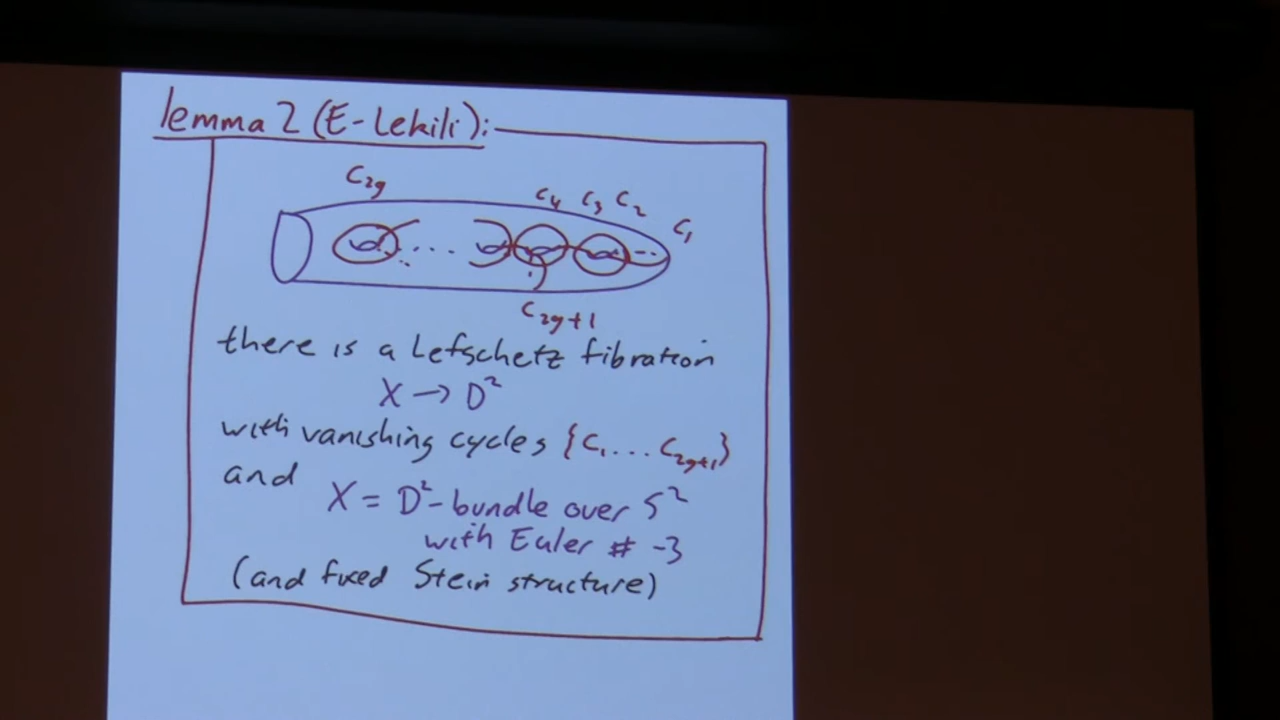 lemma 2 (E-Lekili):
C₂g
C₄ C₃ C₂
C₁
...
C₂g+1
there is a Lefschetz fibration
X → D²
with vanishing cycles {C₁...C₂g+1}
and
X = D²-bundle over S²
with Euler # -3
(and fixed Stein structure)